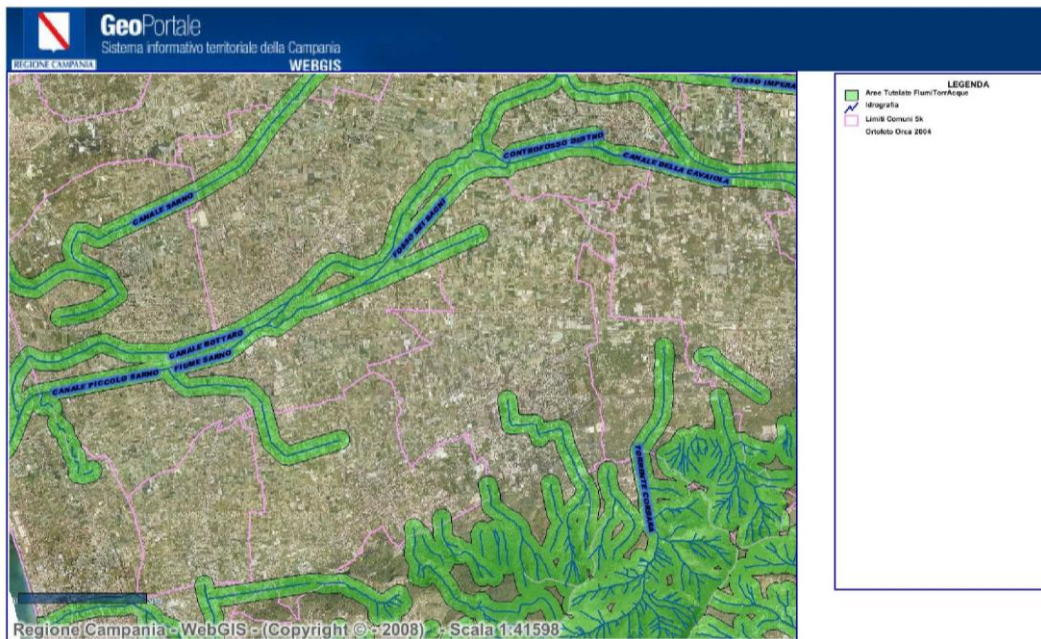 GeoPortale
Sistema informativo territoriale della Campania
WEBGIS
REGIONE CAMPANIA
LEGENDA
Aree Tutelate FiumiTorrAcque
Idrografia
Limiti Comuni 5k
Ortofoto Orca 2004
FOSSO IMPERA
CONTROFOSSO DESTRO
CANALE DELLA CAVAIOLA
CANALE SARNO
FOSSO DEI BAGNI
CANALE BOTTARO
FIUME SARNO
CANALE PICCOLO SARNO
TORRENTE CORBARA
Regione Campania - WebGIS - (Copyright © - 2008) - Scala 1:41598